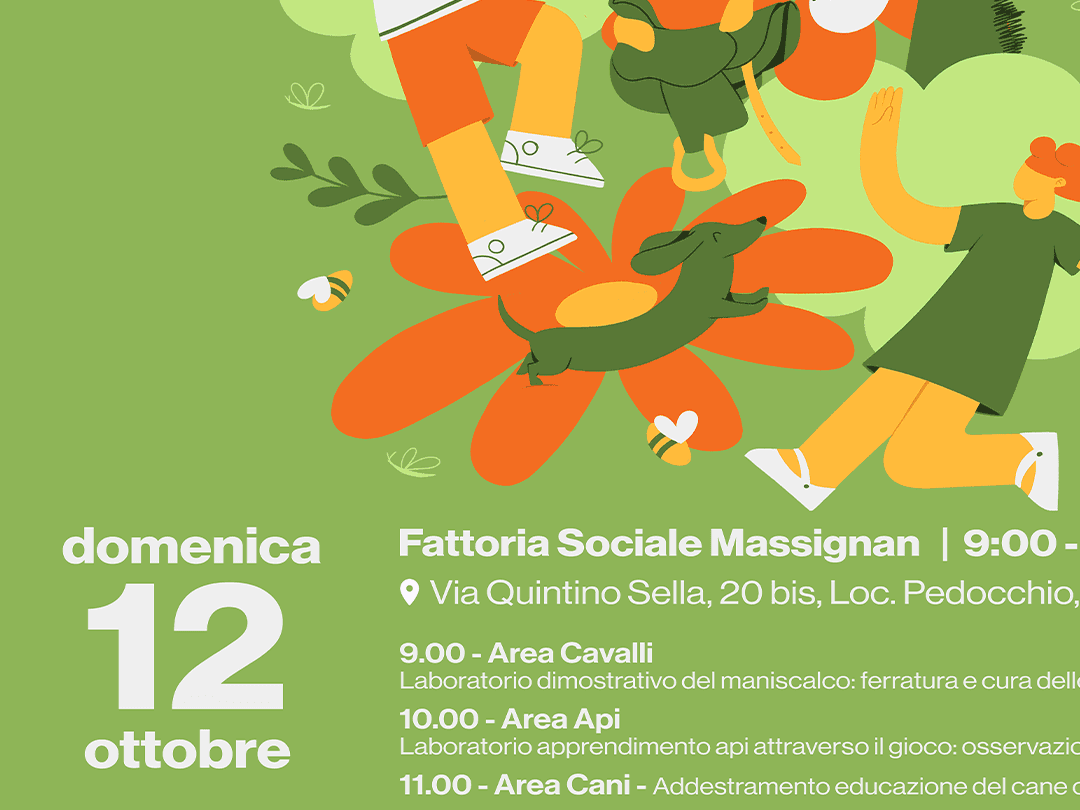 domenica
12
ottobre
Fattoria Sociale Massignan | 9:00 -
Via Quintino Sella, 20 bis, Loc. Pedocchio,
9.00 - Area Cavalli
Laboratorio dimostrativo del maniscalco: ferratura e cura
10.00 - Area Api
Laboratorio apprendimento api attraverso il gioco:
11.00 - Area Cani - Addestramento educazione del cane